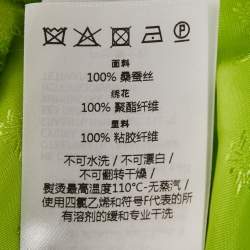 面料
100% 桑蚕丝
绣花
100% 聚酯纤维
里料
100% 粘胶纤维
不可水洗 / 不可漂白 /
不可翻转干燥 /
熨烫最高温度110°C-无蒸汽 /
使用四氯乙烯和符号F代表的所
有溶剂的缓和专业干洗